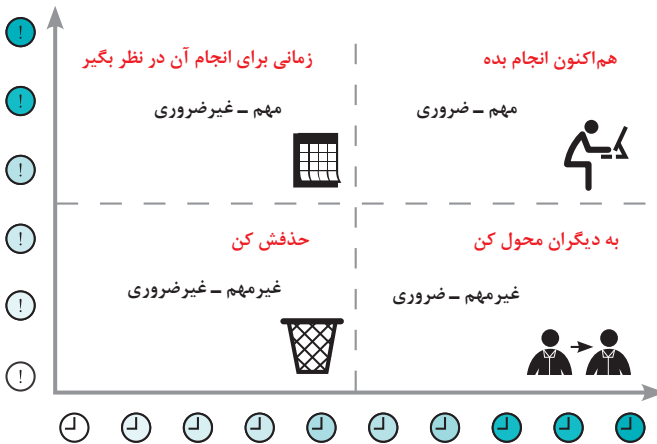 هم‌اکنون انجام بده
مهم ـ ضروری
زمانی برای انجام آن در نظر بگیر
مهم ـ غیرضروری
به دیگران محول کن
غیرمهم ـ ضروری
حذفش کن
غیرمهم ـ غیرضروری
!
!
!
!
!
!